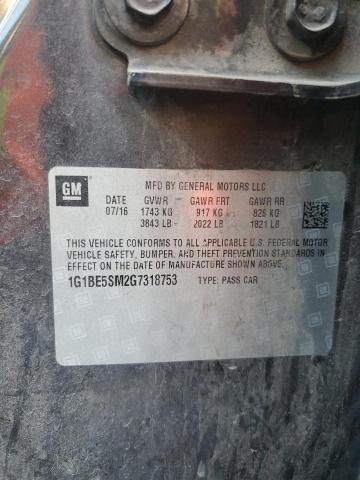 GM
MFD BY GENERAL MOTORS LLC
DATE GVWR GAWR FRT GAWR RR
07/16 1743 KG 917 KG 826 KG
3843 LB 2022 LB 1821 LB
THIS VEHICLE CONFORMS TO ALL APPLICABLE U.S. FEDERAL MOTOR
VEHICLE SAFETY, BUMPER, AND THEFT PREVENTION STANDARDS
IN EFFECT ON THE DATE OF MANUFACTURE SHOWN ABOVE.
1G1BE5SM2G7318753 TYPE: PASS CAR